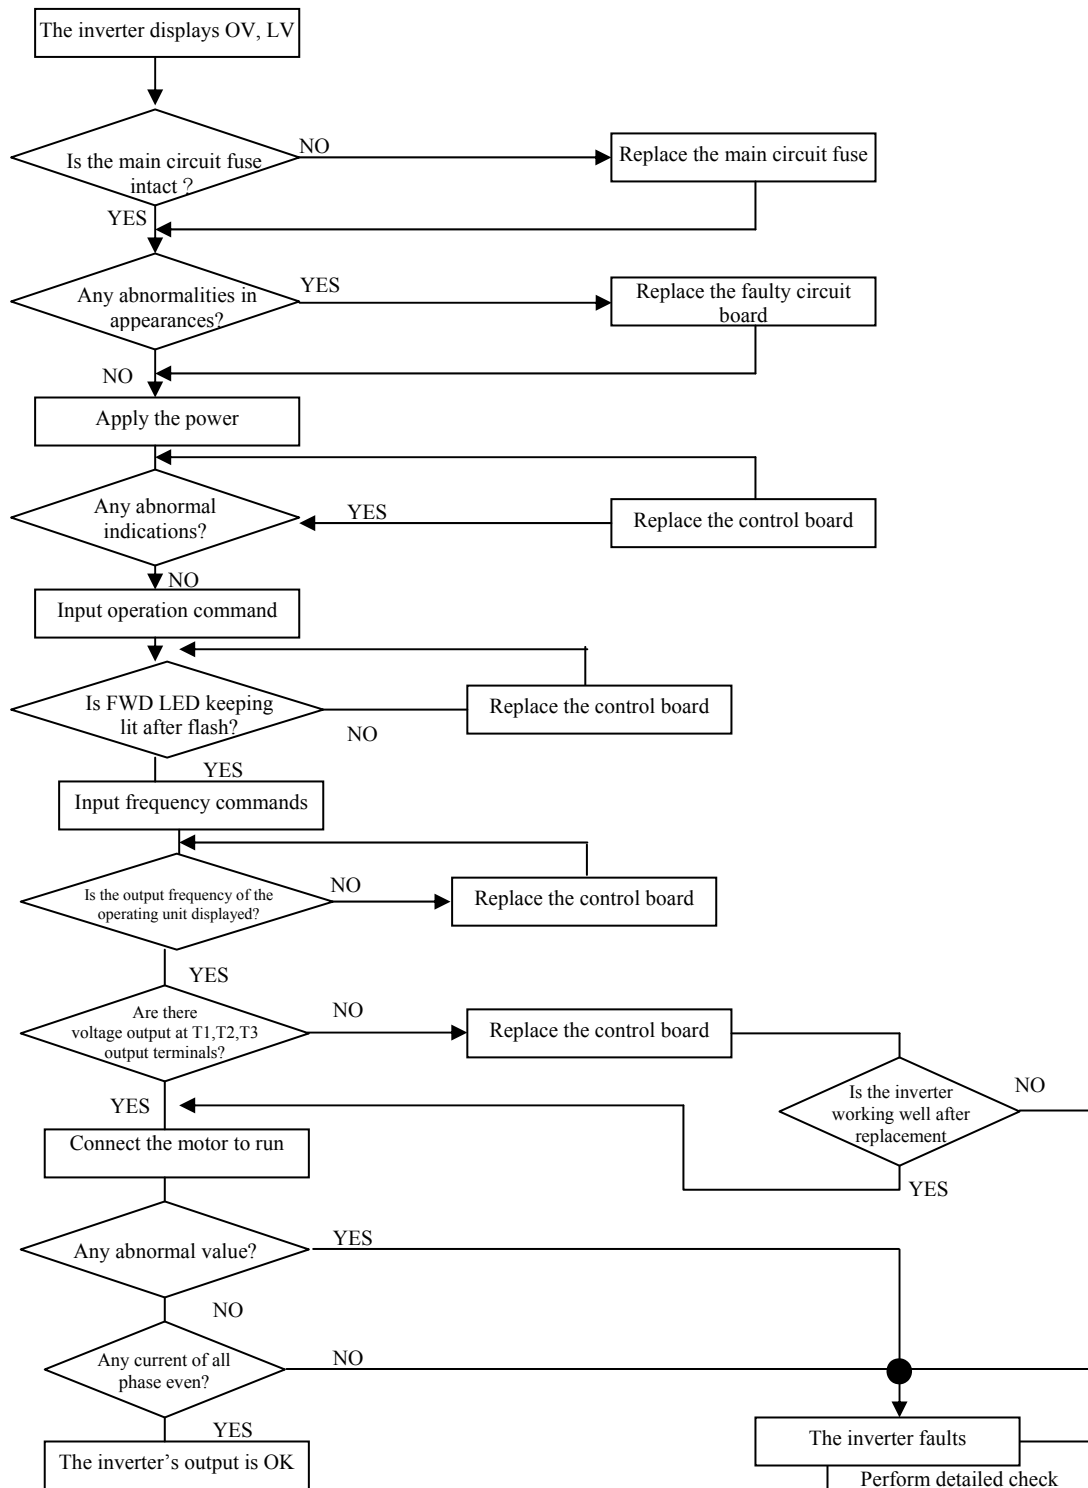 The inverter displays OV, LV
Is the main circuit fuse
intact ?
NO
Replace the main circuit fuse
YES
Any abnormalities in
appearances?
YES
Replace the faulty circuit
board
NO
Apply the power
Any abnormal
indications?
YES
Replace the control board
NO
Input operation command
Is FWD LED keeping
lit after flash?
NO
Replace the control board
YES
Input frequency commands
Is the output frequency of the
operating unit displayed?
NO
Replace the control board
YES
Are there
voltage output at T1,T2,T3
output terminals?
NO
Replace the control board
Is the inverter
working well after
replacement
NO
YES
YES
Connect the motor to run
Any abnormal value?
YES
NO
Any current of all
phase even?
NO
YES
The inverter’s output is OK
The inverter faults
Perform detailed check